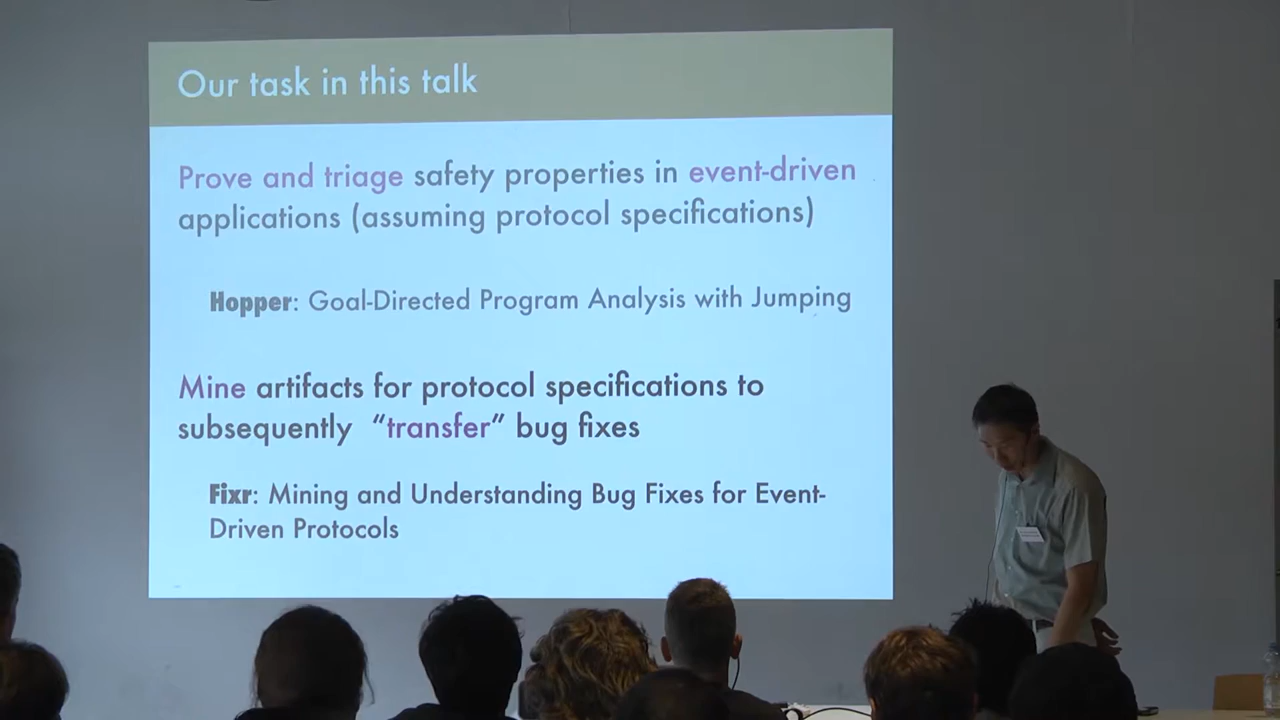 Our task in this talk
Prove and triage safety properties in event-driven
applications (assuming protocol specifications)
Hopper: Goal-Directed Program Analysis with Jumping
Mine artifacts for protocol specifications to
subsequently “transfer” bug fixes
Fixr: Mining and Understanding Bug Fixes for Event-
Driven Protocols